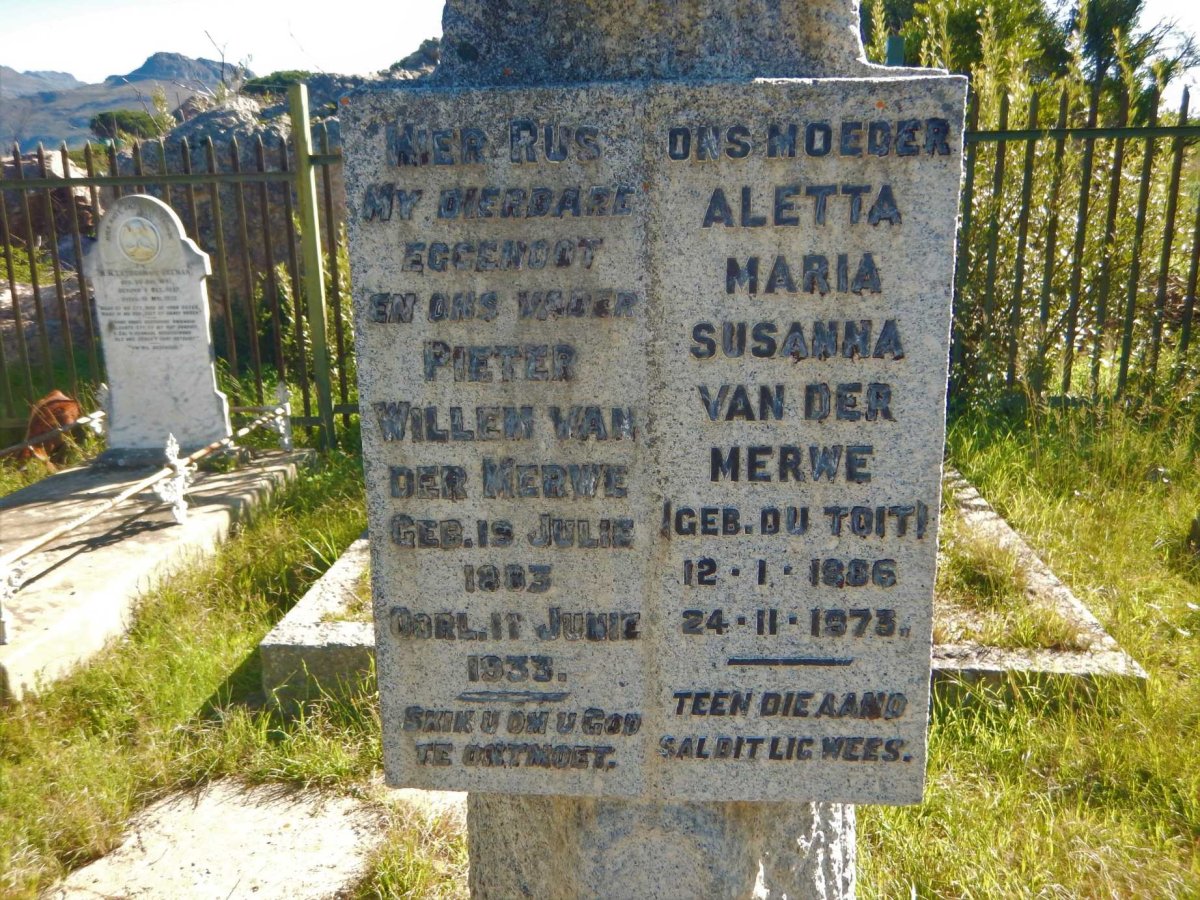 HIER RUS
MY DIERBARE
EGGENOOT
EN ONS VADER
PIETER
WILLEM VAN
DER MERWE
GEB. 19 JULIE
1883
OORL. 17 JUNIE
1933.
SKIK U OM U GOD
TE ONTMOET.
ONS MOEDER
ALETTA
MARIA
SUSANNA
VAN DER
MERWE
(GEB. DU TOIT)
12 · 1 · 1886
24 · 11 · 1973.
TEEN DIE AAND
SAL DIT LIG WEES.